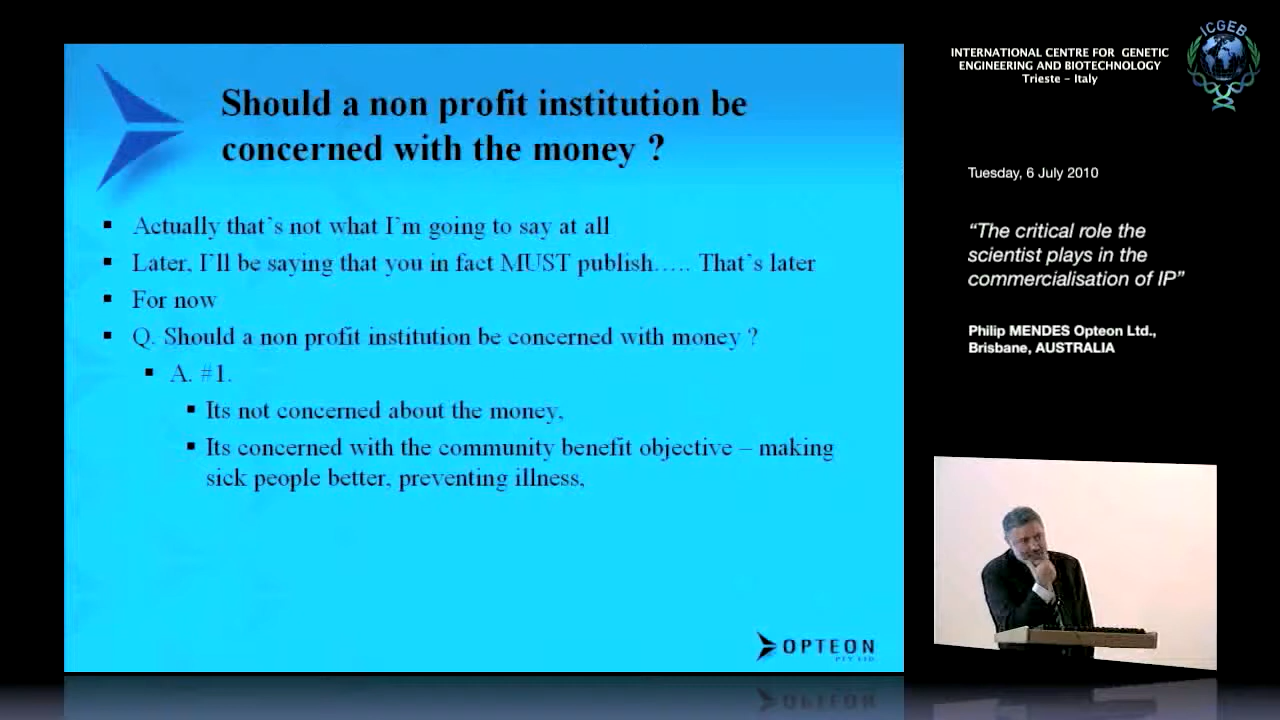 Should a non profit institution be
concerned with the money ?
Actually that's not what I'm going to say at all
Later, I'll be saying that you in fact MUST publish….. That's later
For now
Q. Should a non profit institution be concerned with money ?
A. #1.
Its not concerned about the money,
Its concerned with the community benefit objective – making
sick people better, preventing illness,
OPTEON
PTY LTD
INTERNATIONAL CENTRE FOR GENETIC
ENGINEERING AND BIOTECHNOLOGY
Trieste – Italy
ICGEB
Tuesday, 6 July 2010
“The critical role the
scientist plays in the
commercialisation of IP”
Philip MENDES Opteon Ltd.,
Brisbane, AUSTRALIA